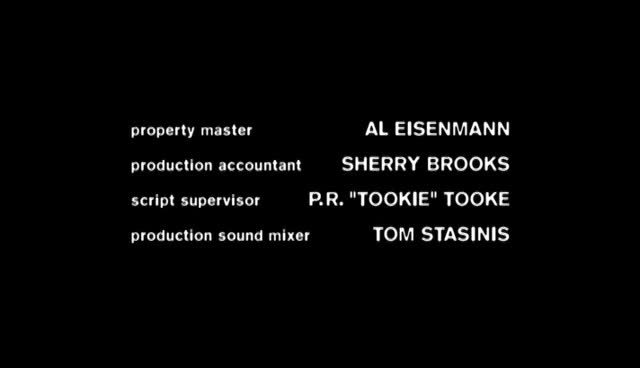 property master AL EISENMANN
production accountant SHERRY BROOKS
script supervisor P.R. "TOOKIE" TOOKE
production sound mixer TOM STASINIS